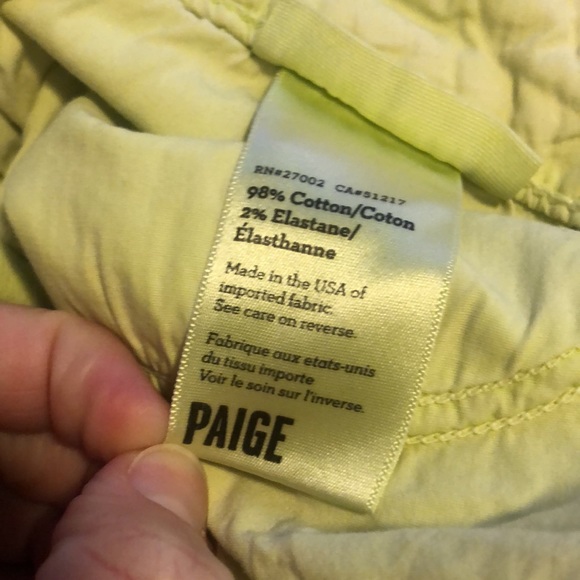 RN#27002 CA#51217
98% Cotton/Coton
2% Elastane/
Élasthanne
Made in the USA of
imported fabric.
See care on reverse.
Fabrique aux etats-unis
du tissu importe
Voir le soin sur l'inverse.
PAIGE